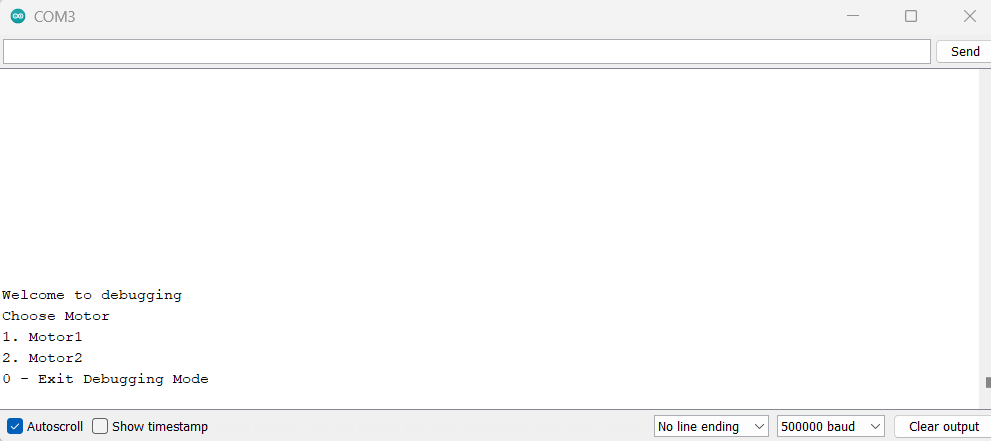 COM3
Send
Welcome to debugging
Choose Motor
1. Motor1
2. Motor2
0 - Exit Debugging Mode
Autoscroll Show timestamp No line ending 500000 baud Clear output